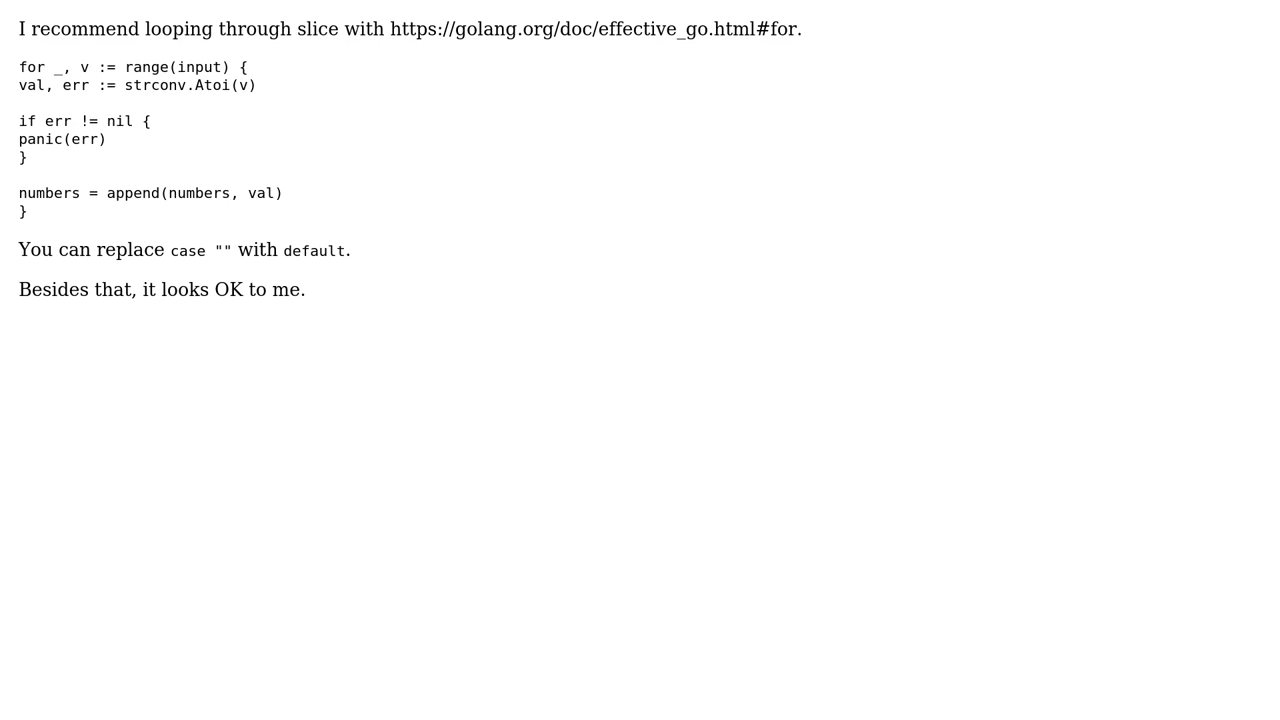 I recommend looping through slice with https://golang.org/doc/effective_go.html#for.
for _, v := range(input) {
val, err := strconv.Atoi(v)
if err != nil {
panic(err)
}
numbers = append(numbers, val)
}
You can replace case "" with default.
Besides that, it looks OK to me.